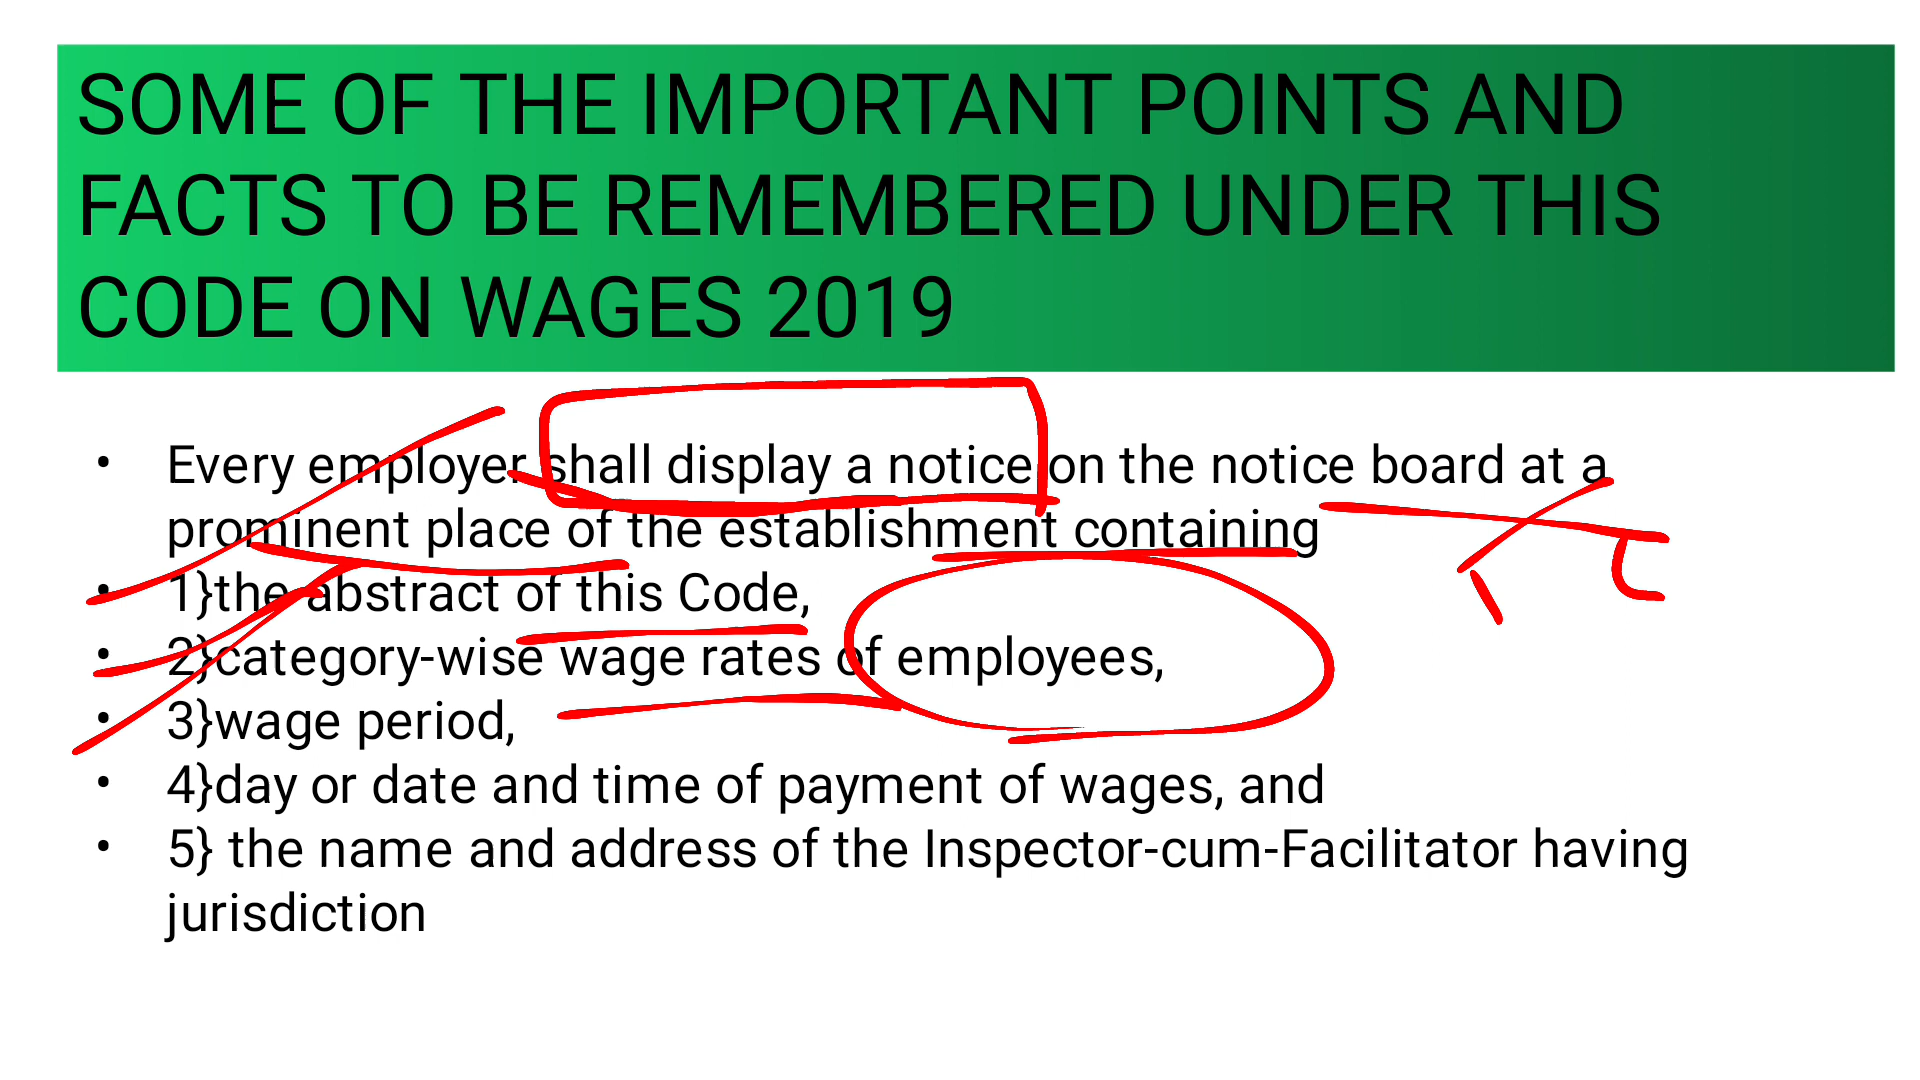 SOME OF THE IMPORTANT POINTS AND
FACTS TO BE REMEMBERED UNDER THIS
CODE ON WAGES 2019
• Every employer shall display a notice on the notice board at a
prominent place of the establishment containing
• 1}the abstract of this Code,
• 2}category-wise wage rates of employees,
• 3}wage period,
• 4}day or date and time of payment of wages, and
• 5} the name and address of the Inspector-cum-Facilitator having
jurisdiction